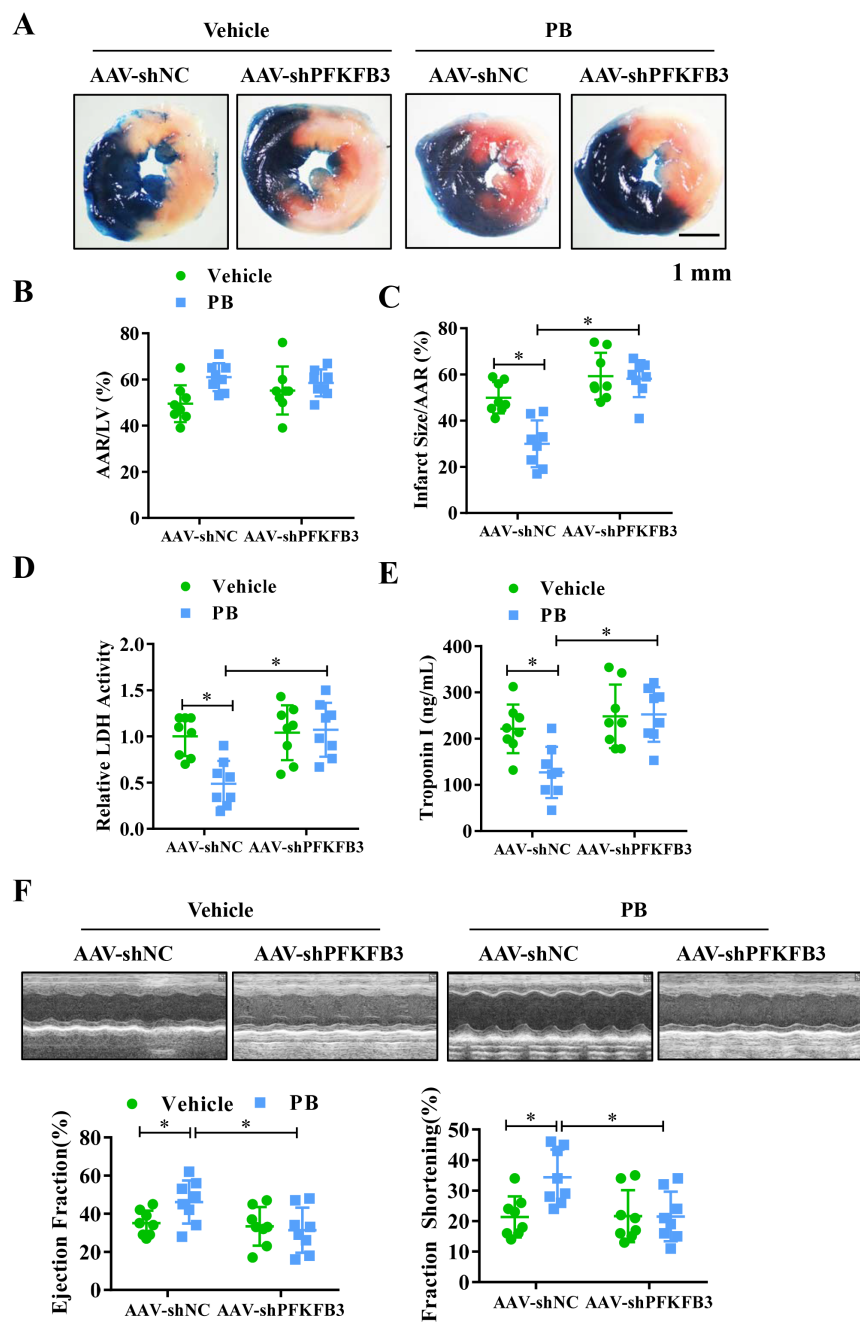 A
Vehicle PB
AAV-shNC AAV-shPFKFB3 AAV-shNC AAV-shPFKFB3
1 mm
B
Vehicle
PB
AAR/LV (%)
80
60
40
20
0
AAV-shNC AAV-shPFKFB3
C
Infarct Size/AAR (%)
80
60
40
20
0
* *
AAV-shNC AAV-shPFKFB3
D
Vehicle
PB
Relative LDH Activity
2.0
1.5
1.0
0.5
0.0
* *
AAV-shNC AAV-shPFKFB3
E
Vehicle
PB
Troponin I (ng/mL)
400
300
200
100
0
* *
AAV-shNC AAV-shPFKFB3
F
Vehicle PB
AAV-shNC AAV-shPFKFB3 AAV-shNC AAV-shPFKFB3
Vehicle PB
Ejection Fraction(%)
80
60
40
20
0
* *
AAV-shNC AAV-shPFKFB3
Fraction Shortening(%)
50
40
30
20
10
0
* *
AAV-shNC AAV-shPFKFB3